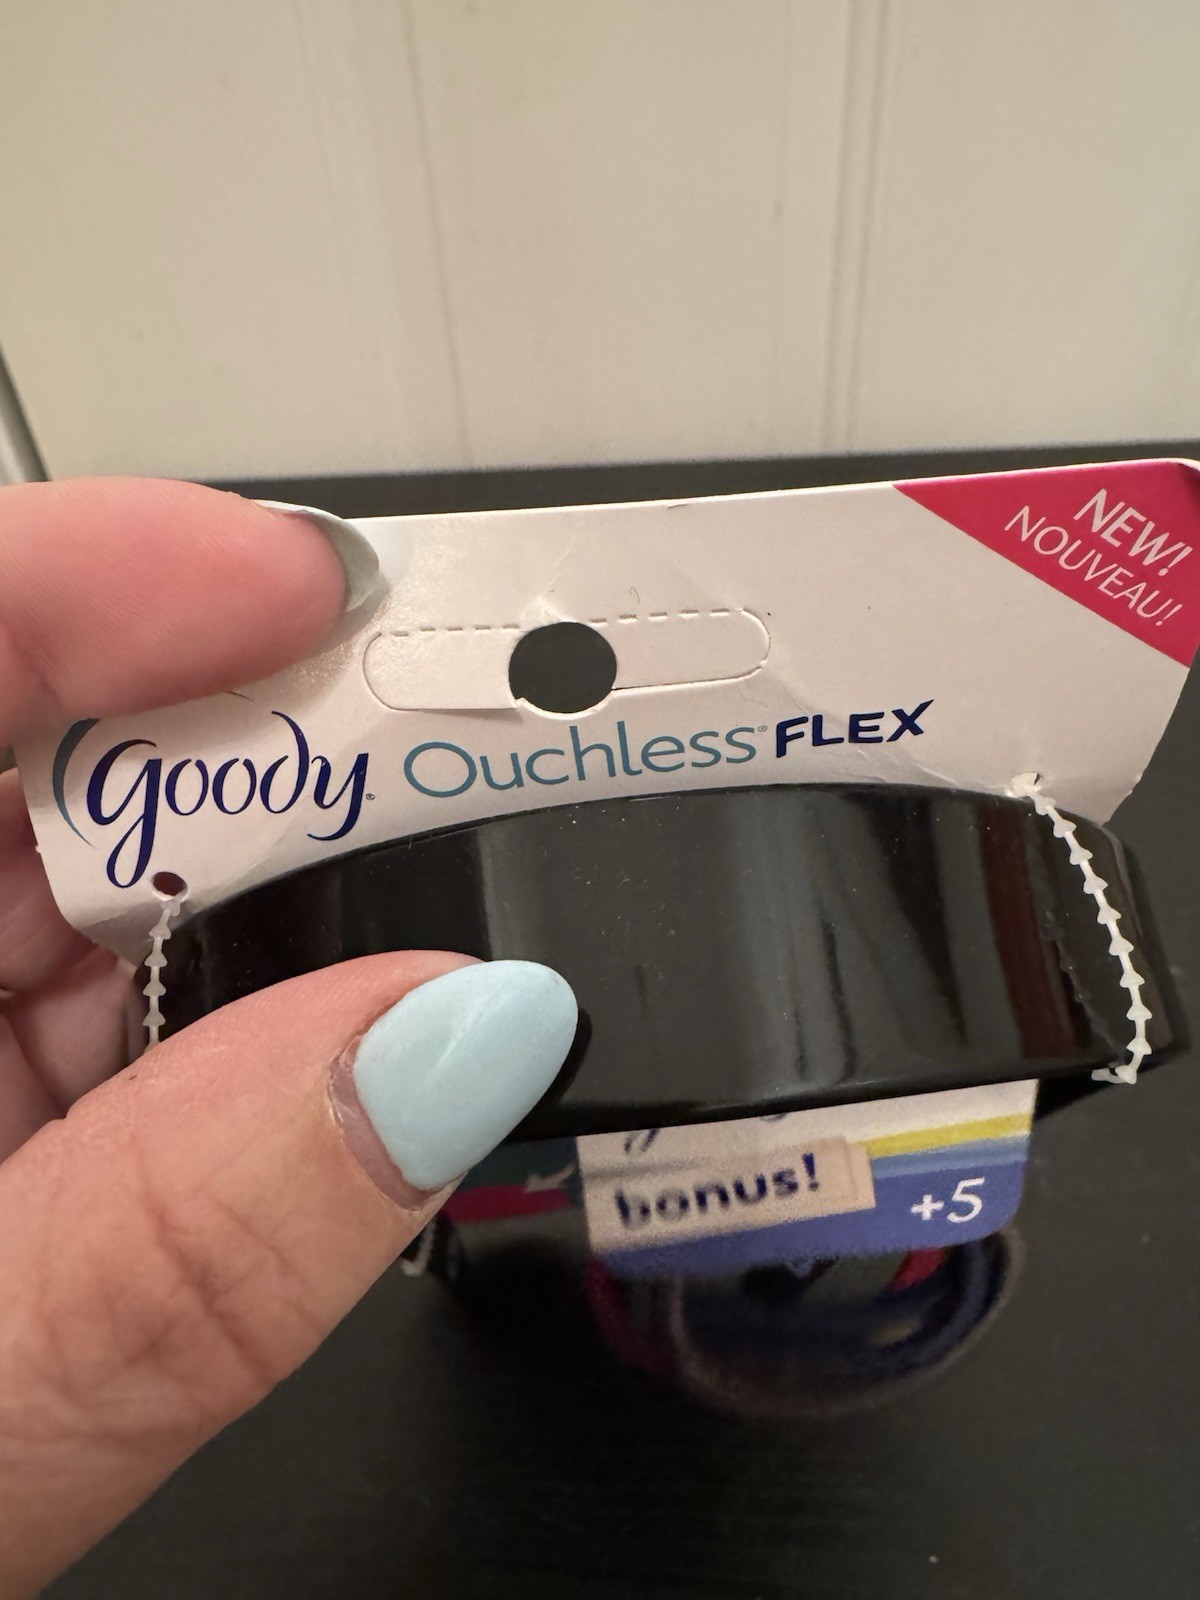 NEW!
NOUVEAU!
goody® Ouchless® FLEX
bonus!
+5